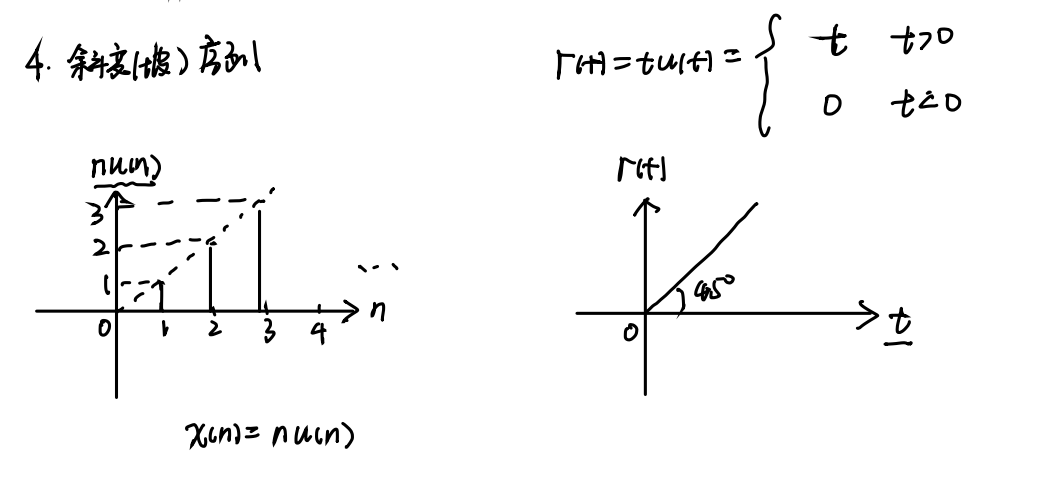 4. 斜度(坡)序列
r(t)=tu(t)= { t t>0
0 t<0
nu(n)
3
2
1
0 1 2 3 4 n
...
x(n)=nu(n)
r(t)
45°
0 t